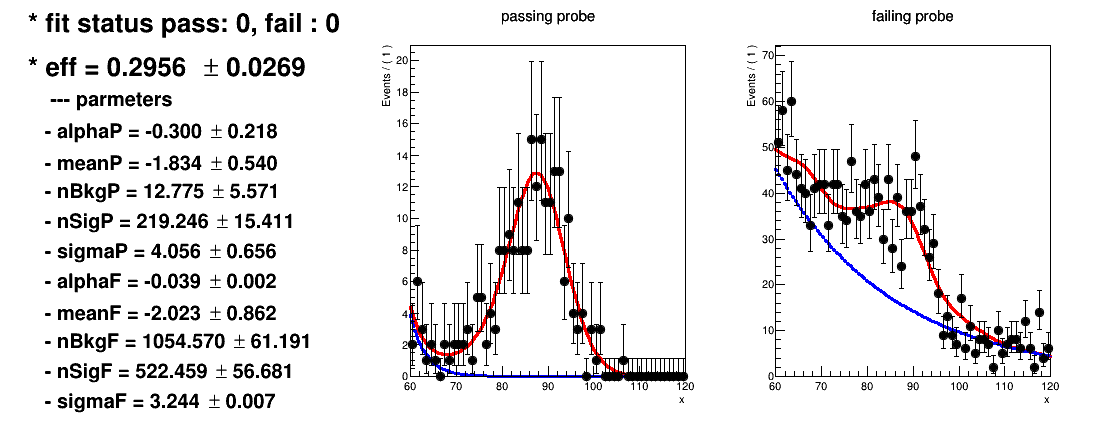 * fit status pass: 0, fail : 0
* eff = 0.2956 ± 0.0269
--- parmeters
- alphaP = -0.300 ± 0.218
- meanP = -1.834 ± 0.540
- nBkgP = 12.775 ± 5.571
- nSigP = 219.246 ± 15.411
- sigmaP = 4.056 ± 0.656
- alphaF = -0.039 ± 0.002
- meanF = -2.023 ± 0.862
- nBkgF = 1054.570 ± 61.191
- nSigF = 522.459 ± 56.681
- sigmaF = 3.244 ± 0.007
passing probe
Events / ( 1 )
20
18
16
14
12
10
8
6
4
2
0
60 70 80 90 100 110 120
x
failing probe
Events / ( 1 )
70
60
50
40
30
20
10
0
60 70 80 90 100 110 120
x